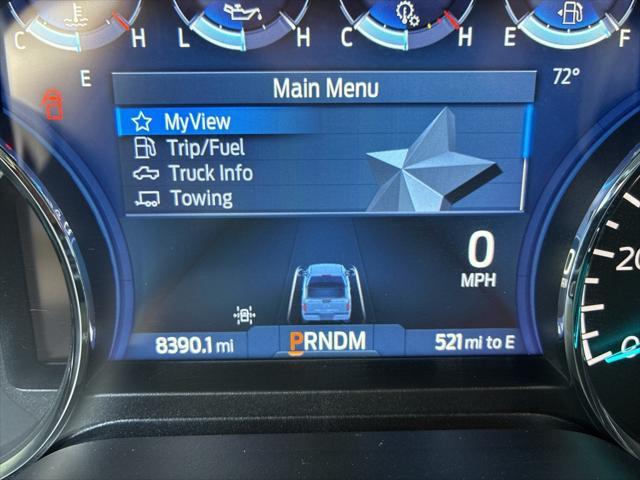 C H L H C H E F
E
72°
Main Menu
MyView
Trip/Fuel
Truck Info
Towing
0
MPH
20
0
8390.1 mi
PRNDM
521 mi to E